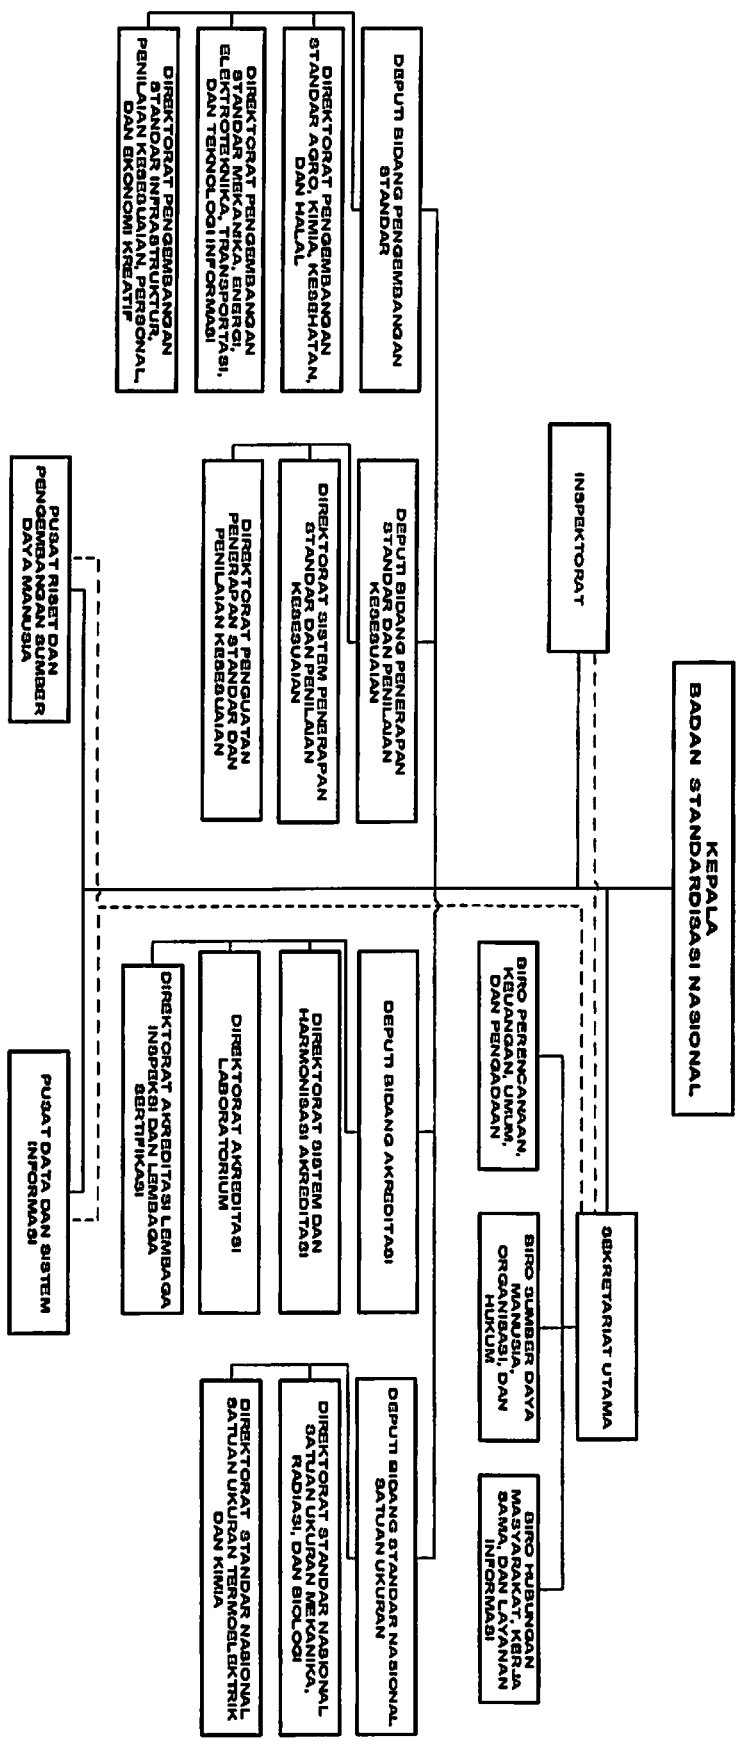 KEPALA
BADAN STANDARDISASI NASIONAL
INSPEKTORAT
SEKRETARIAT UTAMA
BIRO PERENCANAAN,
KEUANGAN, UMUM,
DAN PENGADAAN
BIRO SUMBER DAYA
MANUSIA,
ORGANISASI, DAN
HUKUM
BIRO HUBUNGAN
MASYARAKAT, KERJA
SAMA, DAN LAYANAN
INFORMASI
DEPUTI BIDANG PENGEMBANGAN
STANDAR
DIREKTORAT PENGEMBANGAN
STANDAR AGRO, KIMIA, KESEHATAN,
DAN HALAL
DIREKTORAT PENGEMBANGAN
STANDAR MEKANIKA, ENERGI,
ELEKTROTEKNIKA, TRANSPORTASI,
DAN TEKNOLOGI INFORMASI
DIREKTORAT PENGEMBANGAN
STANDAR INFRASTRUKTUR,
PENILAIAN KESESUAIAN, PERSONAL,
DAN EKONOMI KREATIF
DEPUTI BIDANG PENERAPAN
STANDAR DAN PENILAIAN
KESESUAIAN
DIREKTORAT SISTEM PENERAPAN
STANDAR DAN PENILAIAN
KESESUAIAN
DIREKTORAT PENGUATAN
PENERAPAN STANDAR DAN
PENILAIAN KESESUAIAN
DEPUTI BIDANG AKREDITASI
DIREKTORAT SISTEM DAN
HARMONISASI AKREDITASI
DIREKTORAT AKREDITASI
LABORATORIUM
DIREKTORAT AKREDITASI LEMBAGA
INSPEKSI DAN LEMBAGA
SERTIFIKASI
DEPUTI BIDANG STANDAR NASIONAL
SATUAN UKURAN
DIREKTORAT STANDAR NASIONAL
SATUAN UKURAN MEKANIKA,
RADIASI, DAN BIOLOGI
DIREKTORAT STANDAR NASIONAL
SATUAN UKURAN TERMOELEKTRIK
DAN KIMIA
PUSAT RISET DAN
PENGEMBANGAN SUMBER
DAYA MANUSIA
PUSAT DATA DAN SISTEM
INFORMASI